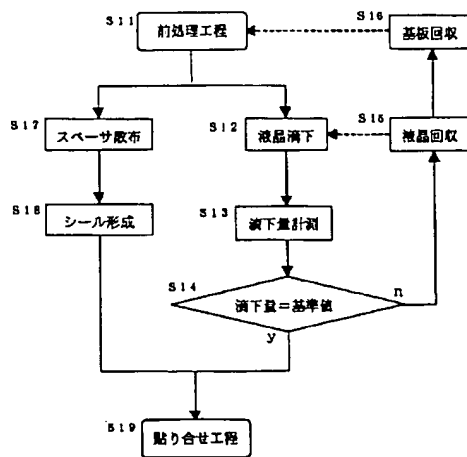 S11
前処理工程
S16
基板回収
S17
スペーサ散布
S12
液晶滴下
S15
液晶回収
S18
シール形成
S13
滴下量計測
S14
滴下量=基準値
n
y
S19
貼り合せ工程